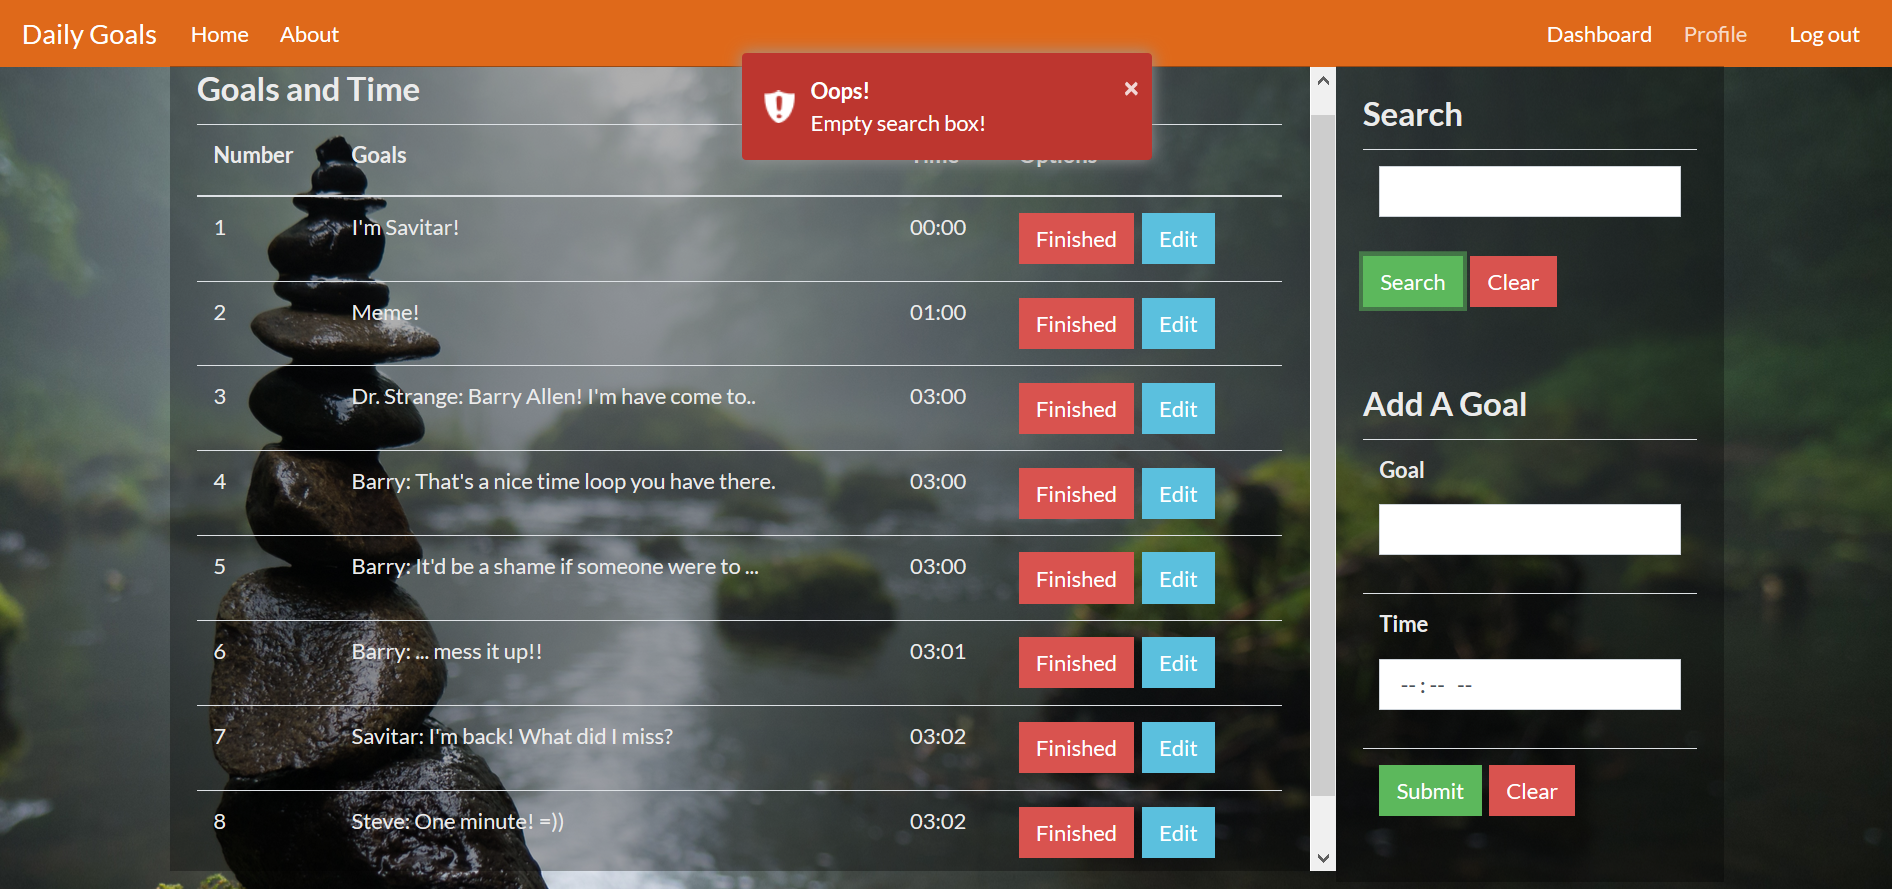 Daily Goals Home About Dashboard Profile Log out
Oops!
Empty search box!
×
Goals and Time
Number Goals Time Options
1 I'm Savitar! 00:00 Finished Edit
2 Meme! 01:00 Finished Edit
3 Dr. Strange: Barry Allen! I'm have come to.. 03:00 Finished Edit
4 Barry: That's a nice time loop you have there. 03:00 Finished Edit
5 Barry: It'd be a shame if someone were to ... 03:00 Finished Edit
6 Barry: ... mess it up!! 03:01 Finished Edit
7 Savitar: I'm back! What did I miss? 03:02 Finished Edit
8 Steve: One minute! =)) 03:02 Finished Edit
Search
Search Clear
Add A Goal
Goal
Time
--:-- --
Submit Clear